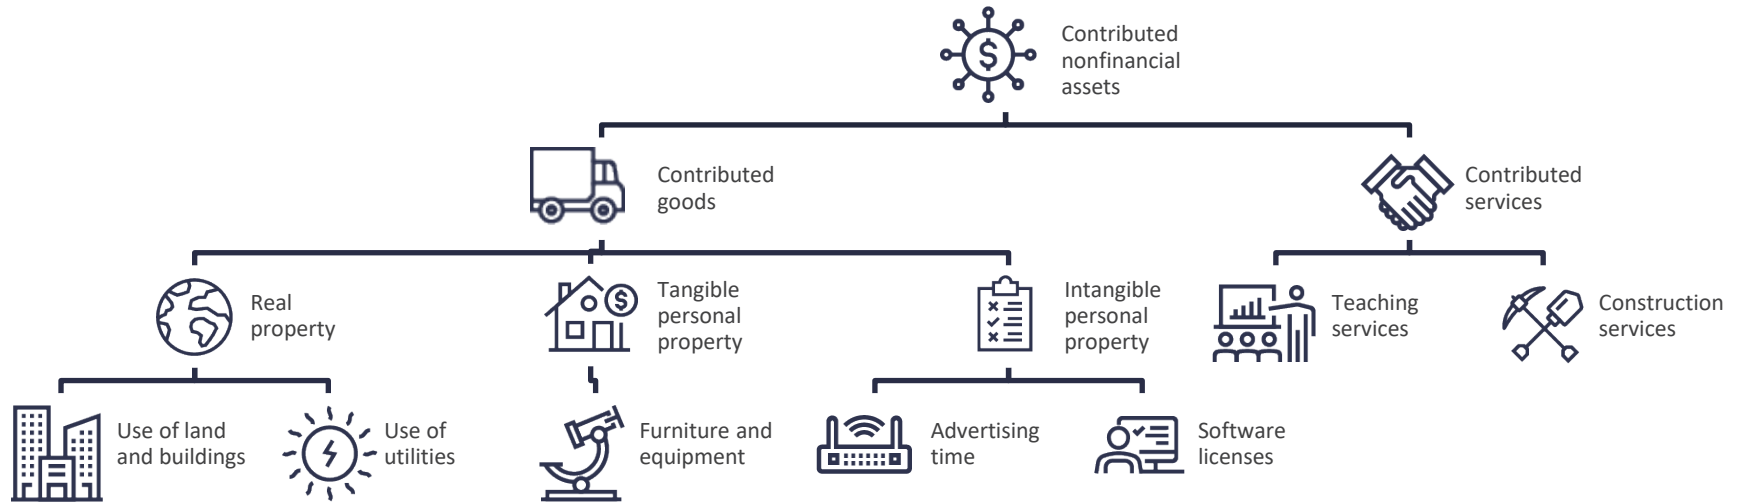 Contributed
nonfinancial
assets
Contributed
goods
Contributed
services
Real
property
Tangible
personal
property
Intangible
personal
property
Teaching
services
Construction
services
Use of land
and buildings
Use of
utilities
Furniture and
equipment
Advertising
time
Software
licenses